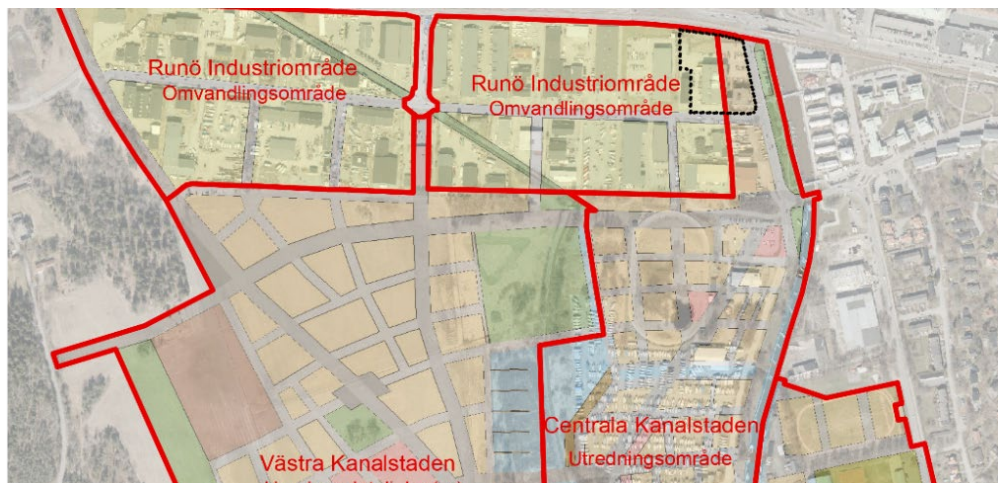 Runö Industriområde
Omvandlingsområde
Runö Industriområde
Omvandlingsområde
Centrala Kanalstaden
Utredningsområde
Västra Kanalstaden